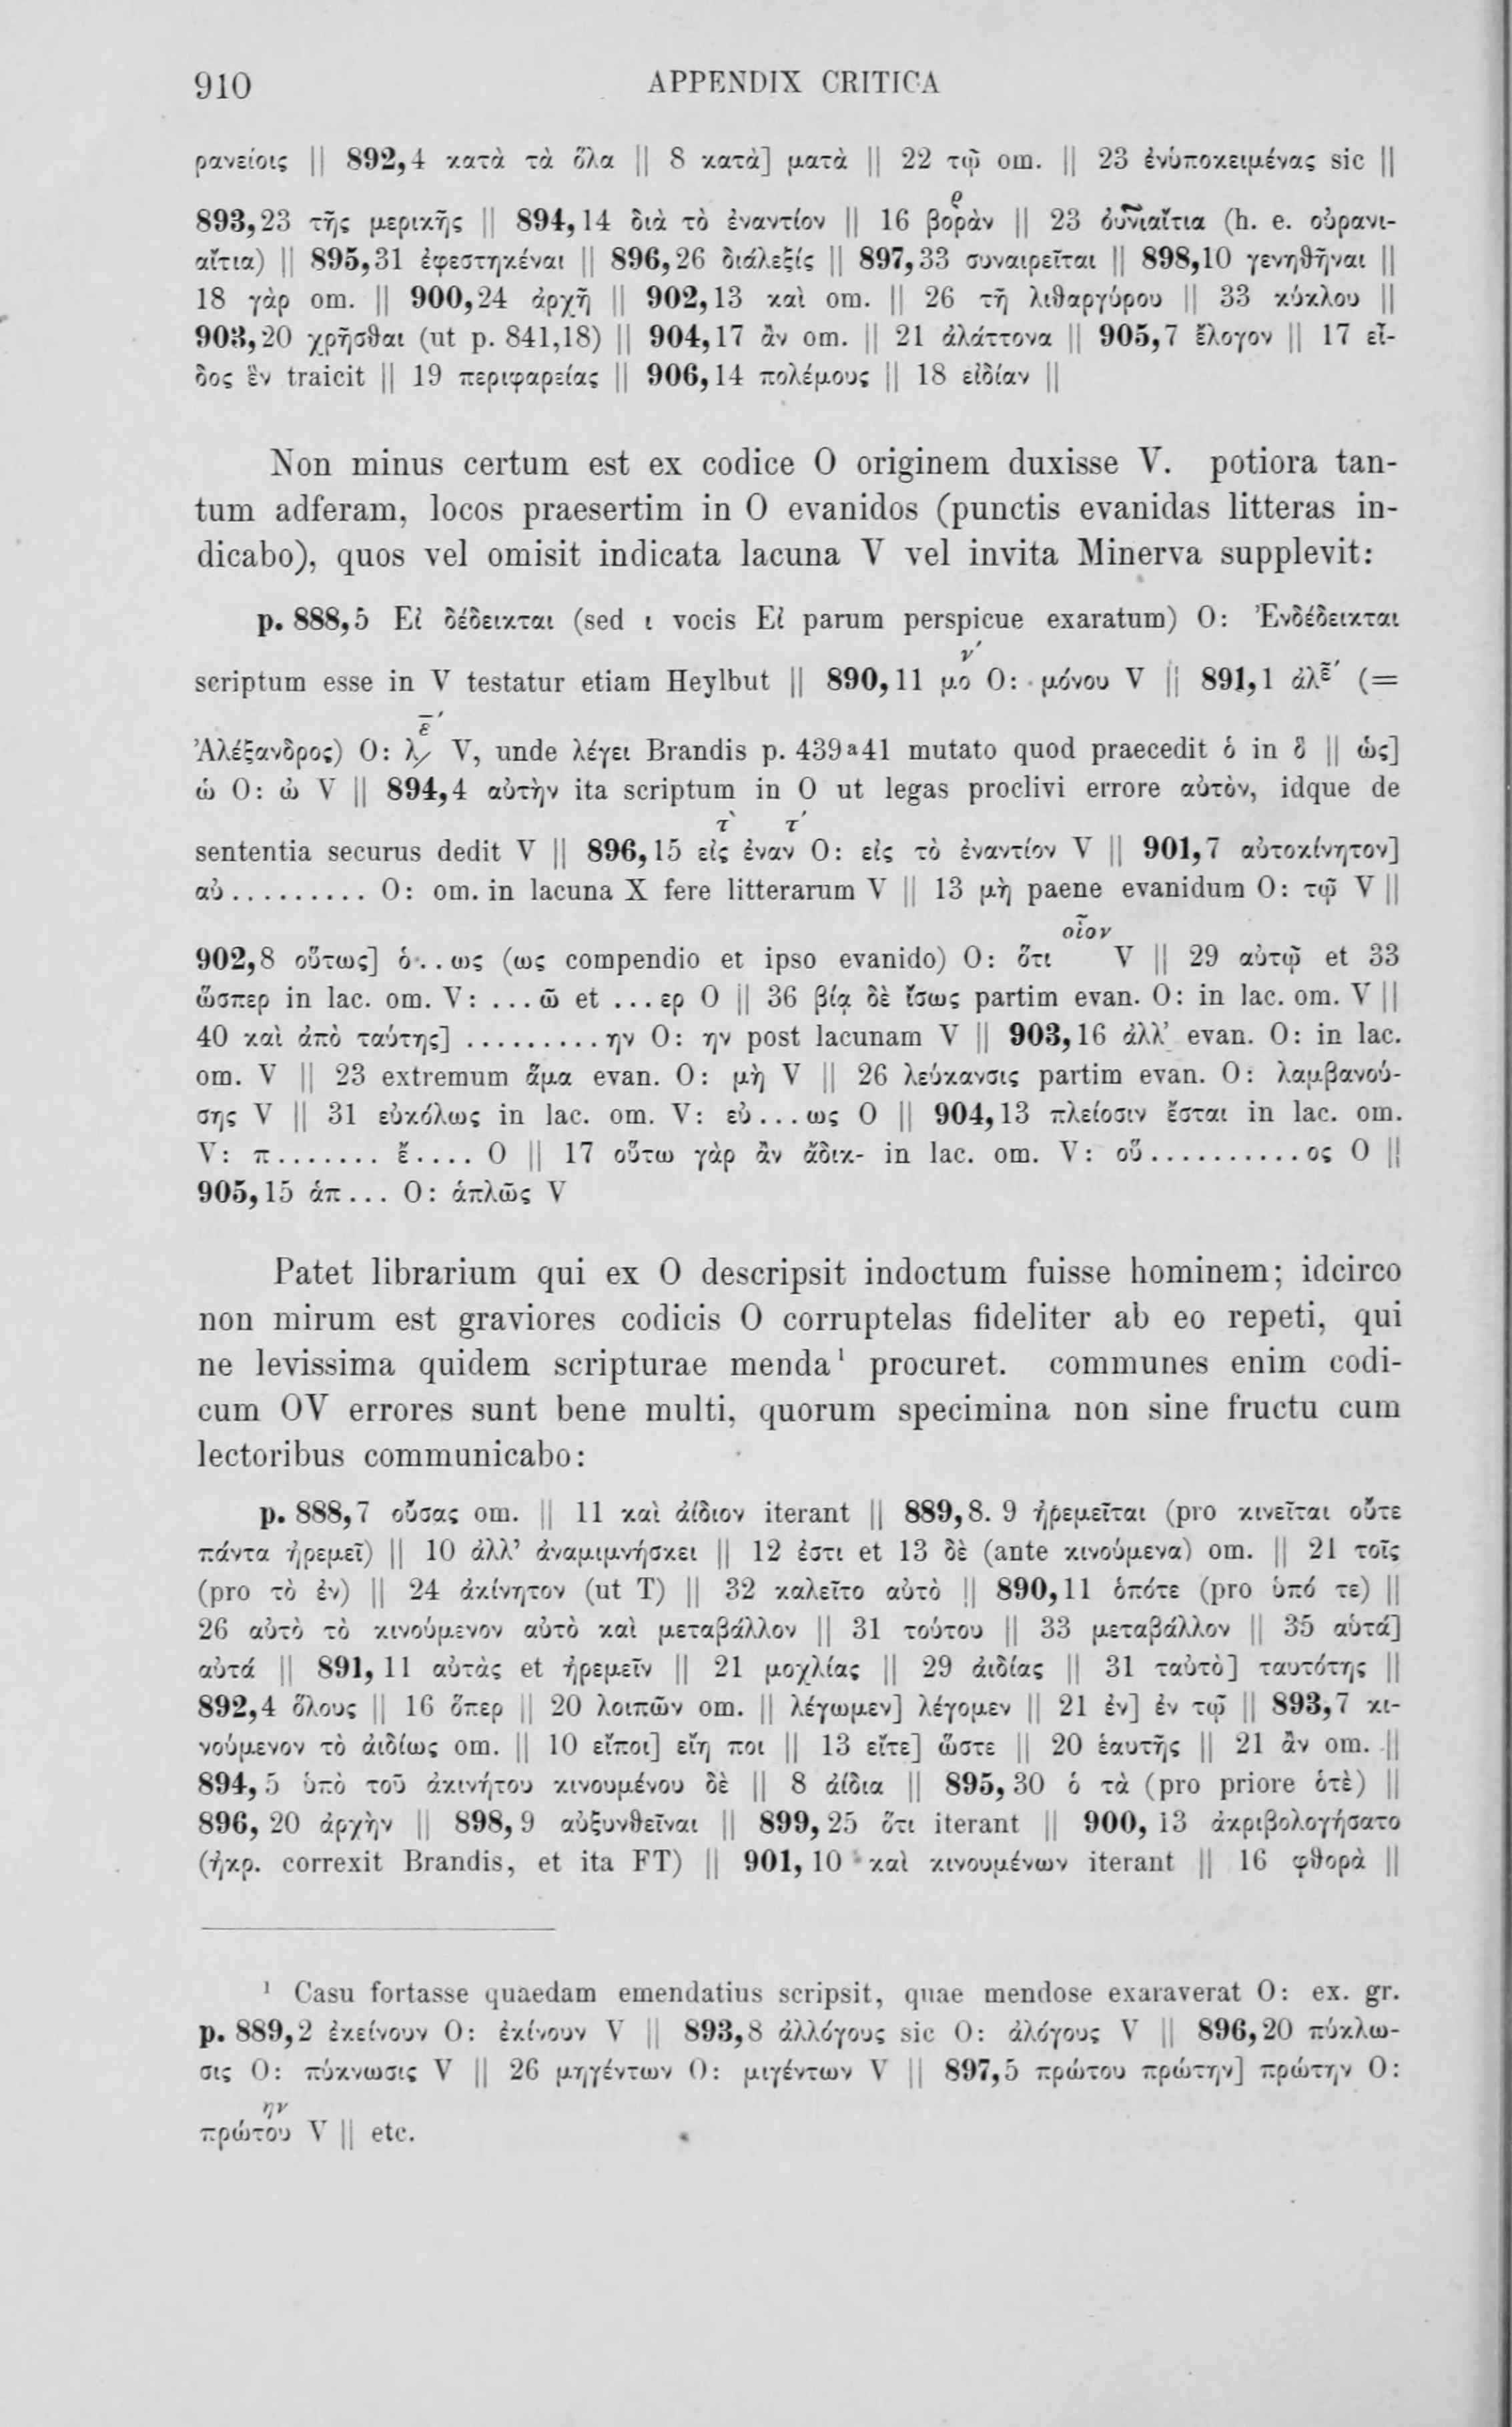 910 APPENDIX CRITICA
ρανείοις || 892,4 κατὰ τὰ ὅλα || 8 κατὰ] ματὰ || 22 τῷ om. || 23 ἐνὑποκειμένας sic ||
ρ
893,23 τῆς μερικῆς || 894,14 διὰ τὸ ἐναντίον || 16 βορὰν || 23 (h. e. οὐρανι-
αἴτια) || 895,31 ἐφεστηκέναι || 896,26 διάλεξίς || 897,33 συναιρεῖται || 898,10 γενηθῆναι ||
18 γὰρ om. || 900,24 ἀρχῇ || 902,13 καὶ om. || 26 τῇ λιθαργύρου || 33 κύκλου ||
903,20 χρῆσθαι (ut p. 841,18) || 904,17 ἂν om. || 21 ἀλάττονα || 905,7 ἔλογον || 17 εἶ-
δος ἓν traicit || 19 περιφαρείας || 906,14 πολέμους || 18 εἰδίαν ||
Non minus certum est ex codice O originem duxisse V. potiora tan-
tum adferam, locos praesertim in O evanidos (punctis evanidas litteras in-
dicabo), quos vel omisit indicata lacuna V vel invita Minerva supplevit:
p. 888,5 Εἰ δέδεικται (sed ι vocis Εἰ parum perspicue exaratum) O: Ἐνδέδεικται
ν´
scriptum esse in V testatur etiam Heylbut || 890,11 μο O: μόνου V || 891,1 ἀλξ̄´ (=
Ἀλέξανδρος) O: V, unde λέγει Brandis p. 439a41 mutato quod praecedit ὁ in ὃ || ὡς]
ὡ O: ὠ V || 894,4 αὐτὴν ita scriptum in O ut legas proclivi errore αὐτὸν, idque de
τ` τ´
sententia securus dedit V || 896,15 εἰς ἐναν O: εἰς τὸ ἐναντίον V || 901,7 αὐτοκίνητον]
αὐ.......... O: om. in lacuna X fere litterarum V || 13 μὴ paene evanidum O: τῷ V ||
οἷον
902,8 οὕτως] ὁ..ως (ως compendio et ipso evanido) O: ὅτι V || 29 αὐτῷ et 33
ὥσπερ in lac. om. V: ...ῶ et ...ερ O || 36 βίᾳ δὲ ἴσως partim evan. O: in lac. om. V ||
40 καὶ ἀπὸ ταύτης] ..........ην O: ην post lacunam V || 903,16 ἀλλ’ evan. O: in lac.
om. V || 23 extremum ἅμα evan. O: μὴ V || 26 λεύκανσις partim evan. O: λαμβανού-
σης V || 31 εὐκόλως in lac. om. V: εὐ...ως O || 904,13 πλείοσιν ἔσται in lac. om.
V: π........ ἔ.... O || 17 οὕτω γὰρ ἂν ἄδικ- in lac. om. V: οὕ...........ος O ||
905,15 ἁπ... O: ἁπλῶς V
Patet librarium qui ex O descripsit indoctum fuisse hominem; idcirco
non mirum est graviores codicis O corruptelas fideliter ab eo repeti, qui
ne levissima quidem scripturae menda¹ procuret. communes enim codi-
cum OV errores sunt bene multi, quorum specimina non sine fructu cum
lectoribus communicabo:
p. 888,7 οὔσας om. || 11 καὶ ἀίδιον iterant || 889,8. 9 ἠρεμεῖται (pro κινεῖται οὔτε
πάντα ἠρεμεῖ) || 10 ἀλλ’ ἀναμιμνήσκει || 12 ἐστι et 13 δὲ (ante κινούμενα) om. || 21 τοῖς
(pro τὸ ἐν) || 24 ἀκίνητον (ut T) || 32 καλεῖτο αὐτὸ || 890,11 ὁπότε (pro ὑπό τε) ||
26 αὐτὸ τὸ κινούμενον αὐτὸ καὶ μεταβάλλον || 31 τούτου || 33 μεταβάλλον || 35 αὑτά]
αὐτά || 891, 11 αὐτὰς et ἠρεμεῖν || 21 μοχλίας || 29 ἀιδίας || 31 ταὐτὸ] ταυτότης ||
892,4 ὅλους || 16 ὅπερ || 20 λοιπῶν om. || λέγωμεν] λέγομεν || 21 ἐν] ἐν τῷ || 893,7 κι-
νούμενον τὸ ἀιδίως om. || 10 εἴποι] εἴη ποι || 13 εἴτε] ὥστε || 20 ἑαυτῆς || 21 ἂν om. ||
894, 5 ὑπὸ τοῦ ἀκινήτου κινουμένου δὲ || 8 ἀίδια || 895, 30 ὁ τὰ (pro priore ὁτὲ) ||
896, 20 ἀρχὴν || 898, 9 αὐξυνθεῖναι || 899, 25 ὅτι iterant || 900, 13 ἀκριβολογήσατο
(ἠκρ. correxit Brandis, et ita FT) || 901, 10 καὶ κινουμένων iterant || 16 φθορὰ ||
¹ Casu fortasse quaedam emendatius scripsit, quae mendose exaraverat O: ex. gr.
p. 889,2 ἐκείνουν O: ἐκίνουν V || 893,8 ἀλλόγους sic O: ἀλόγους V || 896,20 πύκλω-
σις O: πύκνωσις V || 26 μηγέντων O: μιγέντων V || 897,5 πρώτου πρώτην] πρώτην O:
ην
πρώτου V || etc.